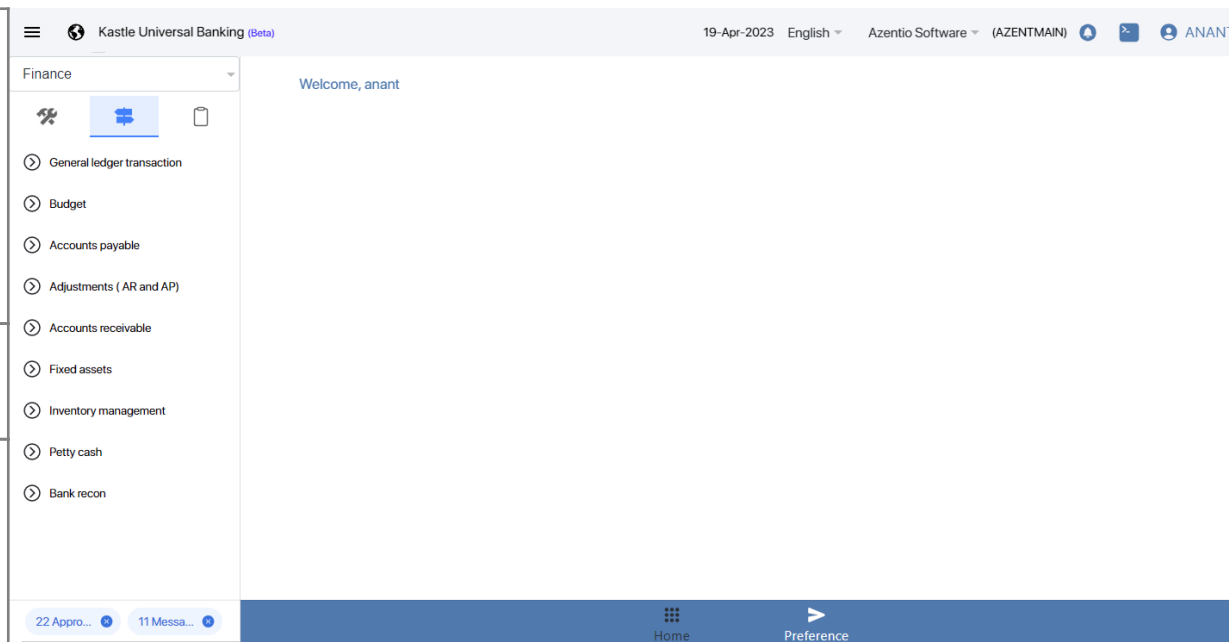 Kastle Universal Banking (Beta)
19-Apr-2023 English Azentio Software (AZENTMAIN) ANANT
Finance
Welcome, anant
General ledger transaction
Budget
Accounts payable
Adjustments ( AR and AP)
Accounts receivable
Fixed assets
Inventory management
Petty cash
Bank recon
22 Appro... 11 Messa...
Home Preference